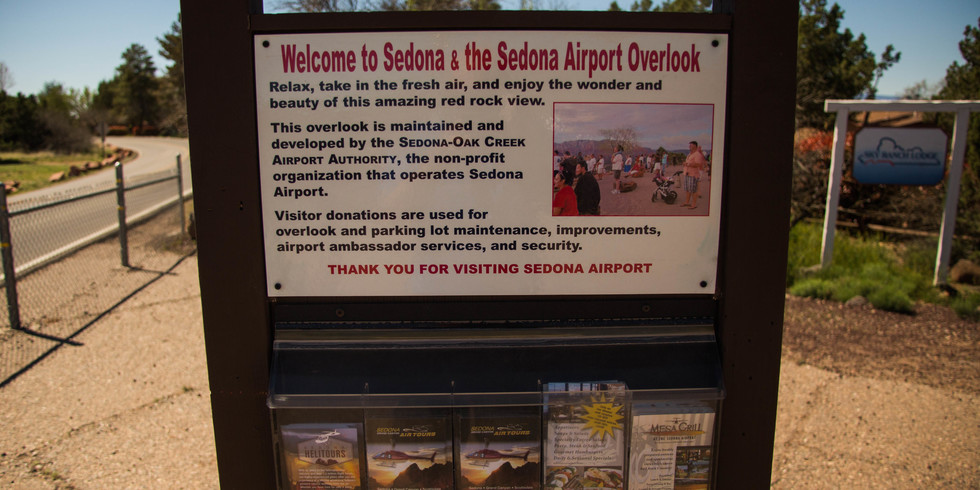 Welcome to Sedona & the Sedona Airport Overlook
Relax, take in the fresh air, and enjoy the wonder and
beauty of this amazing red rock view.
This overlook is maintained and
developed by the SEDONA-OAK CREEK
AIRPORT AUTHORITY, the non-profit
organization that operates Sedona
Airport.
Visitor donations are used for
overlook and parking lot maintenance, improvements,
airport ambassador services, and security.
THANK YOU FOR VISITING SEDONA AIRPORT
SKY RANCH LODGE
HELITOURS
SEDONA
AIR TOURS
SEDONA
AIR TOURS
MESA GRILL
AT THE SEDONA AIRPORT